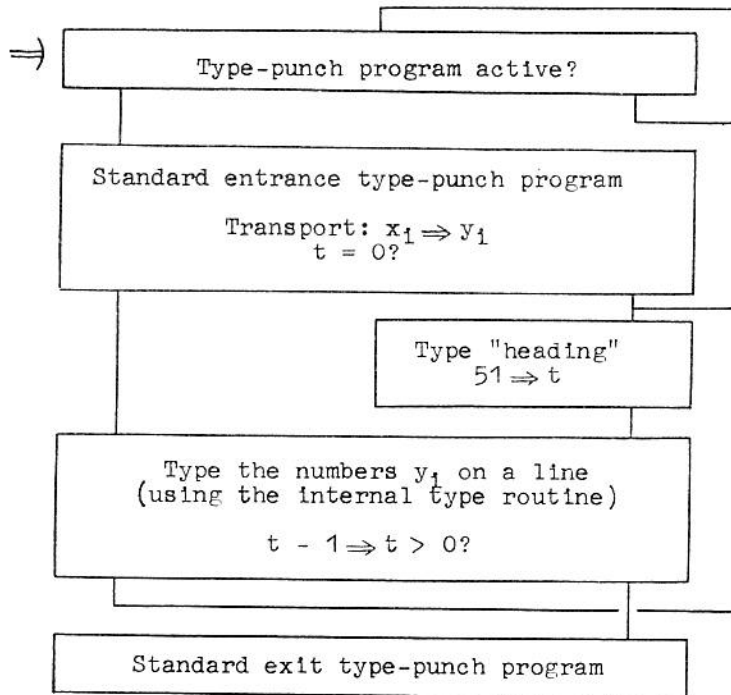 ⇒ Type-punch program active?
Standard entrance type-punch program
Transport: x₁ ⇒ y₁
t = 0?
Type "heading"
51 ⇒ t
Type the numbers y₁ on a line
(using the internal type routine)
t - 1 ⇒ t > 0?
Standard exit type-punch program